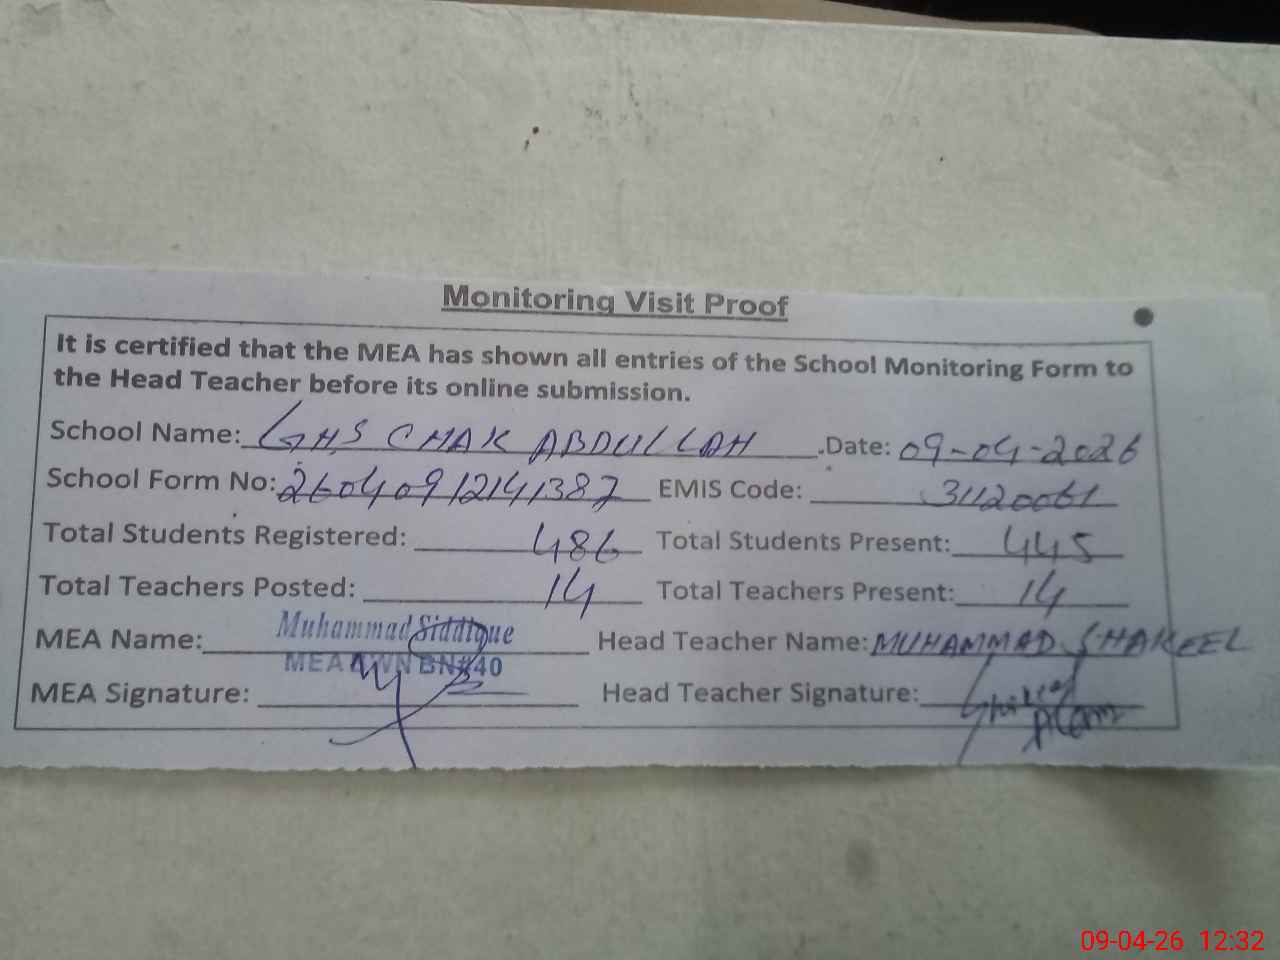 Monitoring Visit Proof
It is certified that the MEA has shown all entries of the School Monitoring Form to
the Head Teacher before its online submission.
School Name: GHS CHAK ABDULLAH .Date: 09-04-2026
School Form No: 26040912141387 EMIS Code: 31120061
Total Students Registered: 486 Total Students Present: 445
Total Teachers Posted: 14 Total Teachers Present: 14
MEA Name: Muhammad Siddique Head Teacher Name: MUHAMMAD SHAKEEL
MEA BN#40
MEA Signature: Head Teacher Signature:
09-04-26 12:32